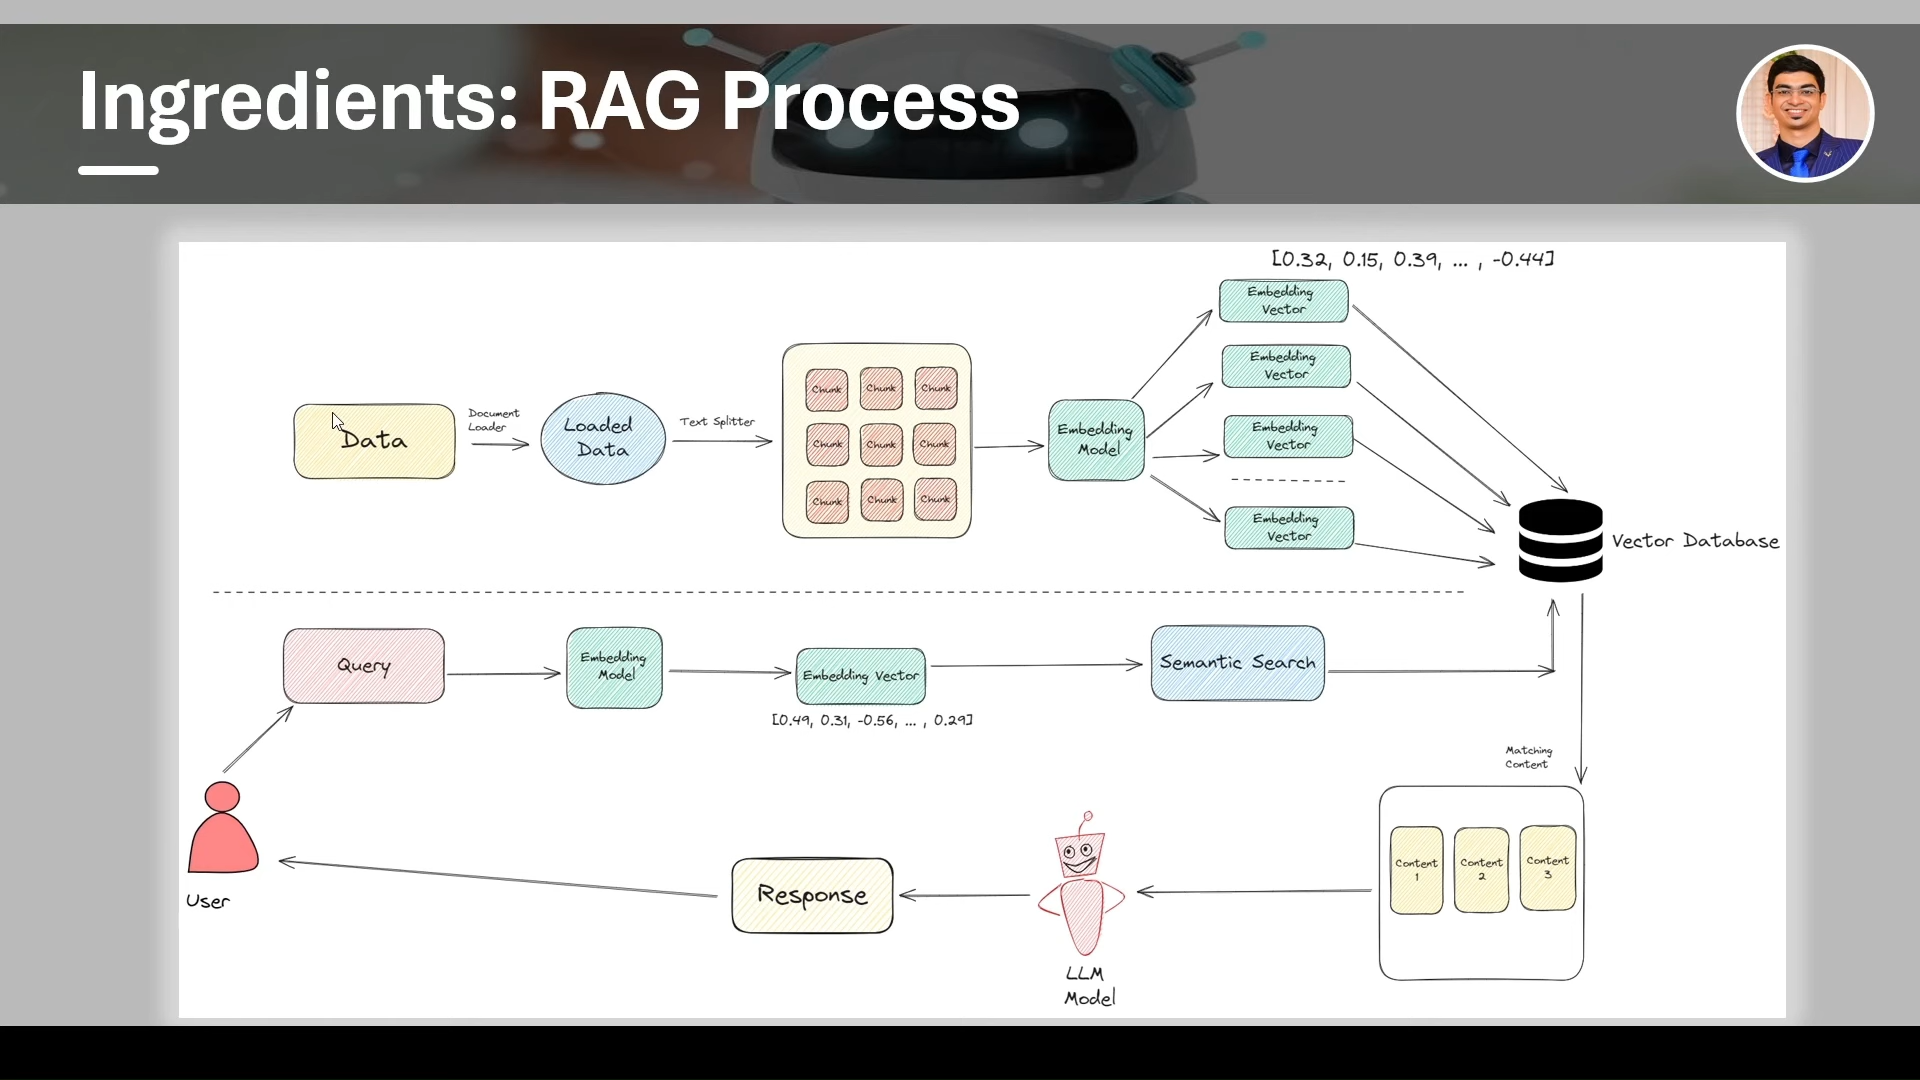 Ingredients: RAG Process
[0.32, 0.15, 0.39, ... , -0.44]
Embedding
Vector
Embedding
Vector
Embedding
Vector
Embedding
Vector
Data
Document
Loader
Loaded
Data
Text Splitter
Chunk Chunk Chunk
Chunk Chunk Chunk
Chunk Chunk Chunk
Embedding
Model
Vector Database
Query
Embedding
Model
Embedding Vector
[0.49, 0.31, -0.56, ... , 0.29]
Semantic Search
Matching
Content
Content
1
Content
2
Content
3
LLM
Model
Response
User